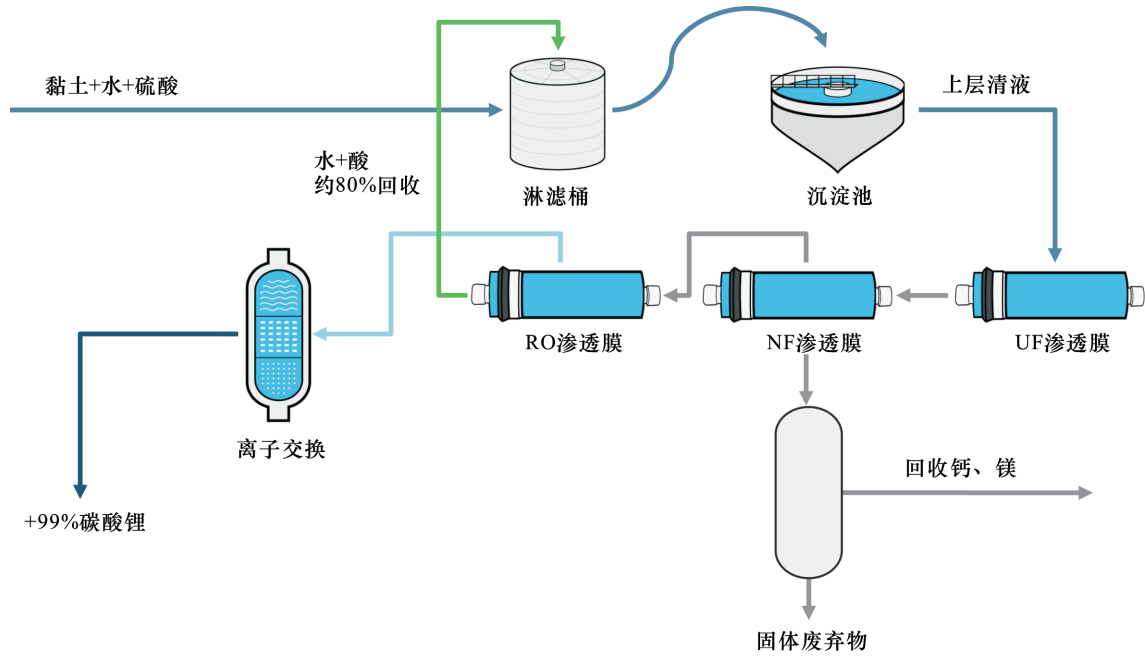 黏土+水+硫酸
上层清液
水+酸
约80%回收
淋滤桶
沉淀池
RO渗透膜
NF渗透膜
UF渗透膜
离子交换
回收钙、镁
+99%碳酸锂
固体废弃物